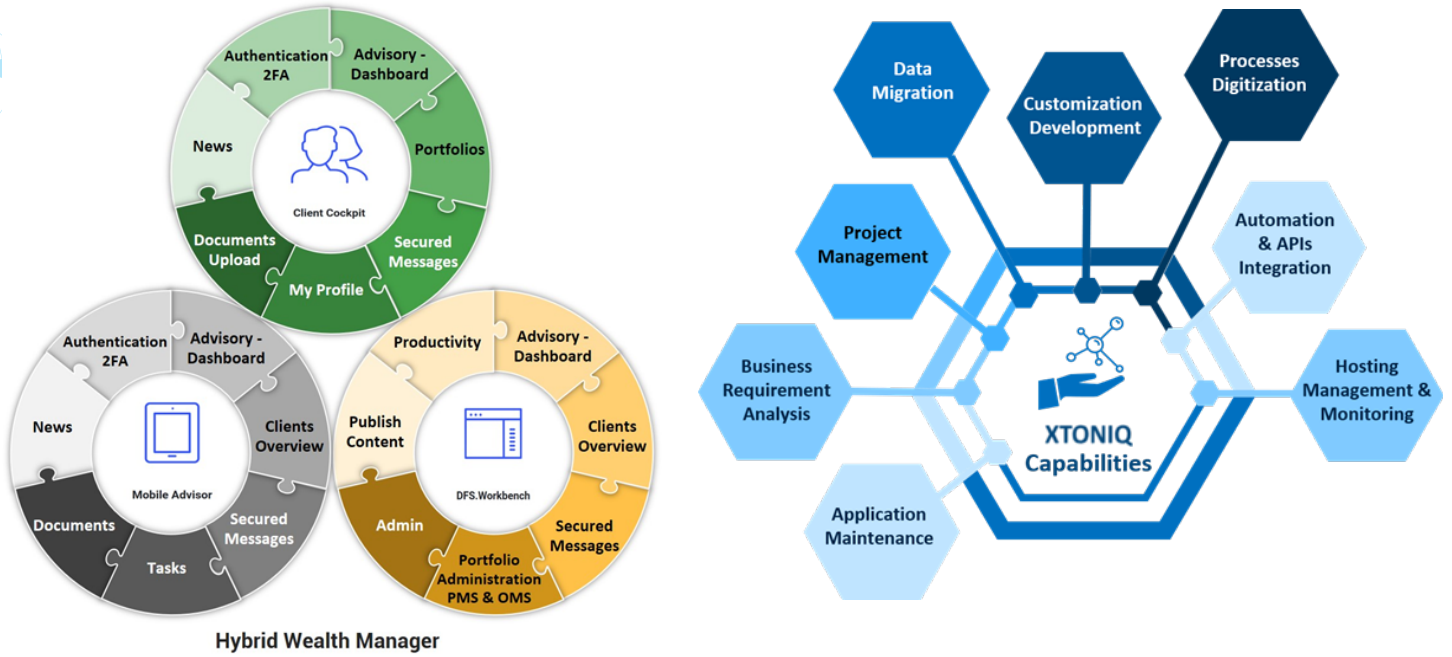 Authentication
2FA
Advisory -
Dashboard
News
Portfolios
Client Cockpit
Documents
Upload
Secured
Messages
My Profile
Authentication
2FA
Advisory -
Dashboard
News
Clients
Overview
Mobile Advisor
Documents
Secured
Messages
Tasks
Productivity
Advisory -
Dashboard
Publish
Content
Clients
Overview
DFS.Workbench
Admin
Secured
Messages
Portfolio
Administration
PMS & OMS
Hybrid Wealth Manager
Data
Migration
Customization
Development
Processes
Digitization
Project
Management
Automation
& APIs
Integration
Business
Requirement
Analysis
Hosting
Management &
Monitoring
XTONIQ
Capabilities
Application
Maintenance